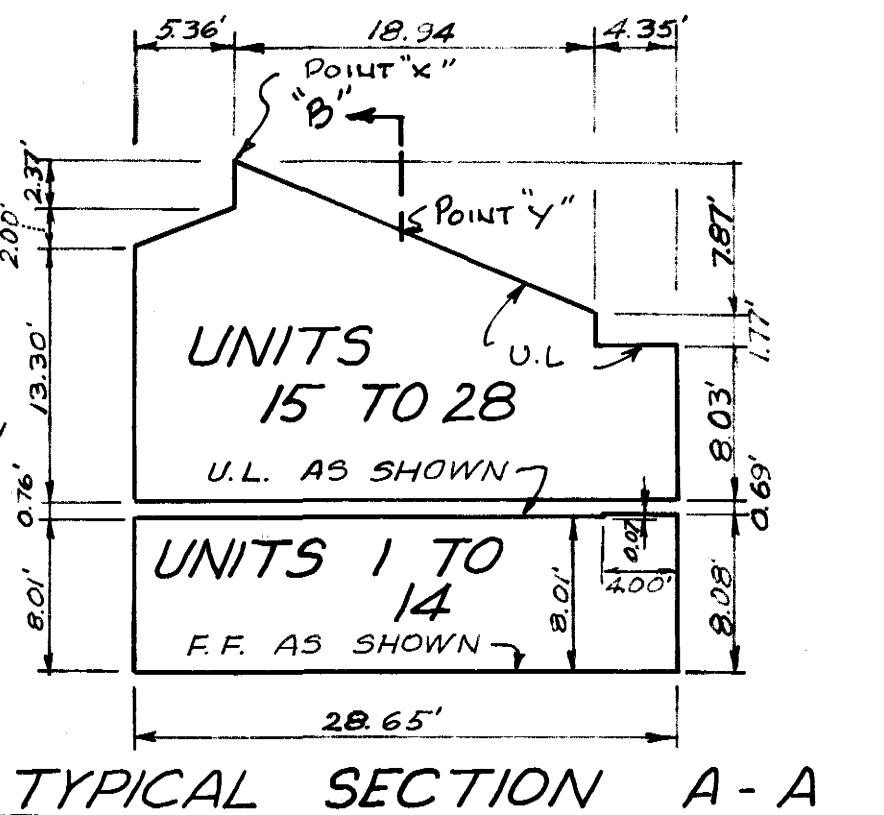 5.36' 18.94 4.35'
POINT "X"
"B"
2.37'
POINT "Y"
2.00'
7.87'
1.77'
UNITS
15 TO 28
U.L
13.30'
8.03'
U.L. AS SHOWN
0.76'
0.69'
UNITS 1 TO
14
0.07
4.00'
8.01'
8.01'
8.08'
F.F. AS SHOWN
28.65'
TYPICAL SECTION A-A